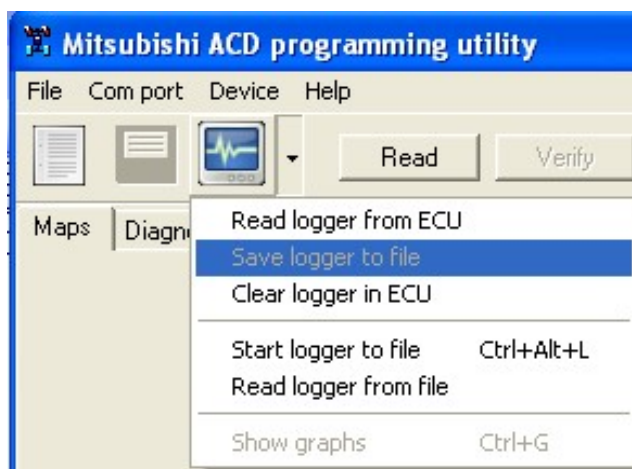 Mitsubishi ACD programming utility
File Com port Device Help
Read Verify
Maps Diagn
Read logger from ECU
Save logger to file
Clear logger in ECU
Start logger to file Ctrl+Alt+L
Read logger from file
Show graphs Ctrl+G